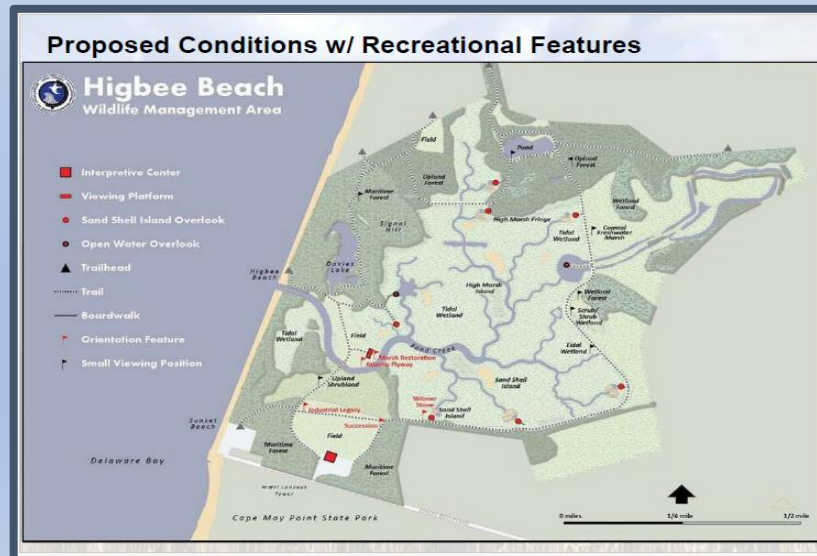 Proposed Conditions w/ Recreational Features
Higbee Beach
Wildlife Management Area
Interpretive Center
Viewing Platform
Sand Shell Island Overlook
Open Water Overlook
Trailhead
Trail
Boardwalk
Orientation Feature
Small Viewing Position
Field
Pond
Upland
Forest
Upland
Forest
Maritime
Forest
Wetland
Forest
Signal
Hill
High Marsh Fringe
Tidal
Wetland
Coastal
Freshwater
Marsh
Davies
Lake
Higbee
Beach
High Marsh
Island
Wetland
Forest
Scrub/
Shrub
Wetland
Tidal
Wetland
Tidal
Wetland
Field
Tidal
Wetland
Pond Creek
Marsh Restoration
Atlantic Flyway
Upland
Shrubland
Sand Shell
Island
Industrial Legacy
Wilmer
Stowe
Sand Shell
Island
Succession
Sunset
Beach
Field
Maritime
Forest
Maritime
Forest
Delaware Bay
WWII Lookout
Tower
Cape May Point State Park
0 miles
1/4 mile
1/2 mile